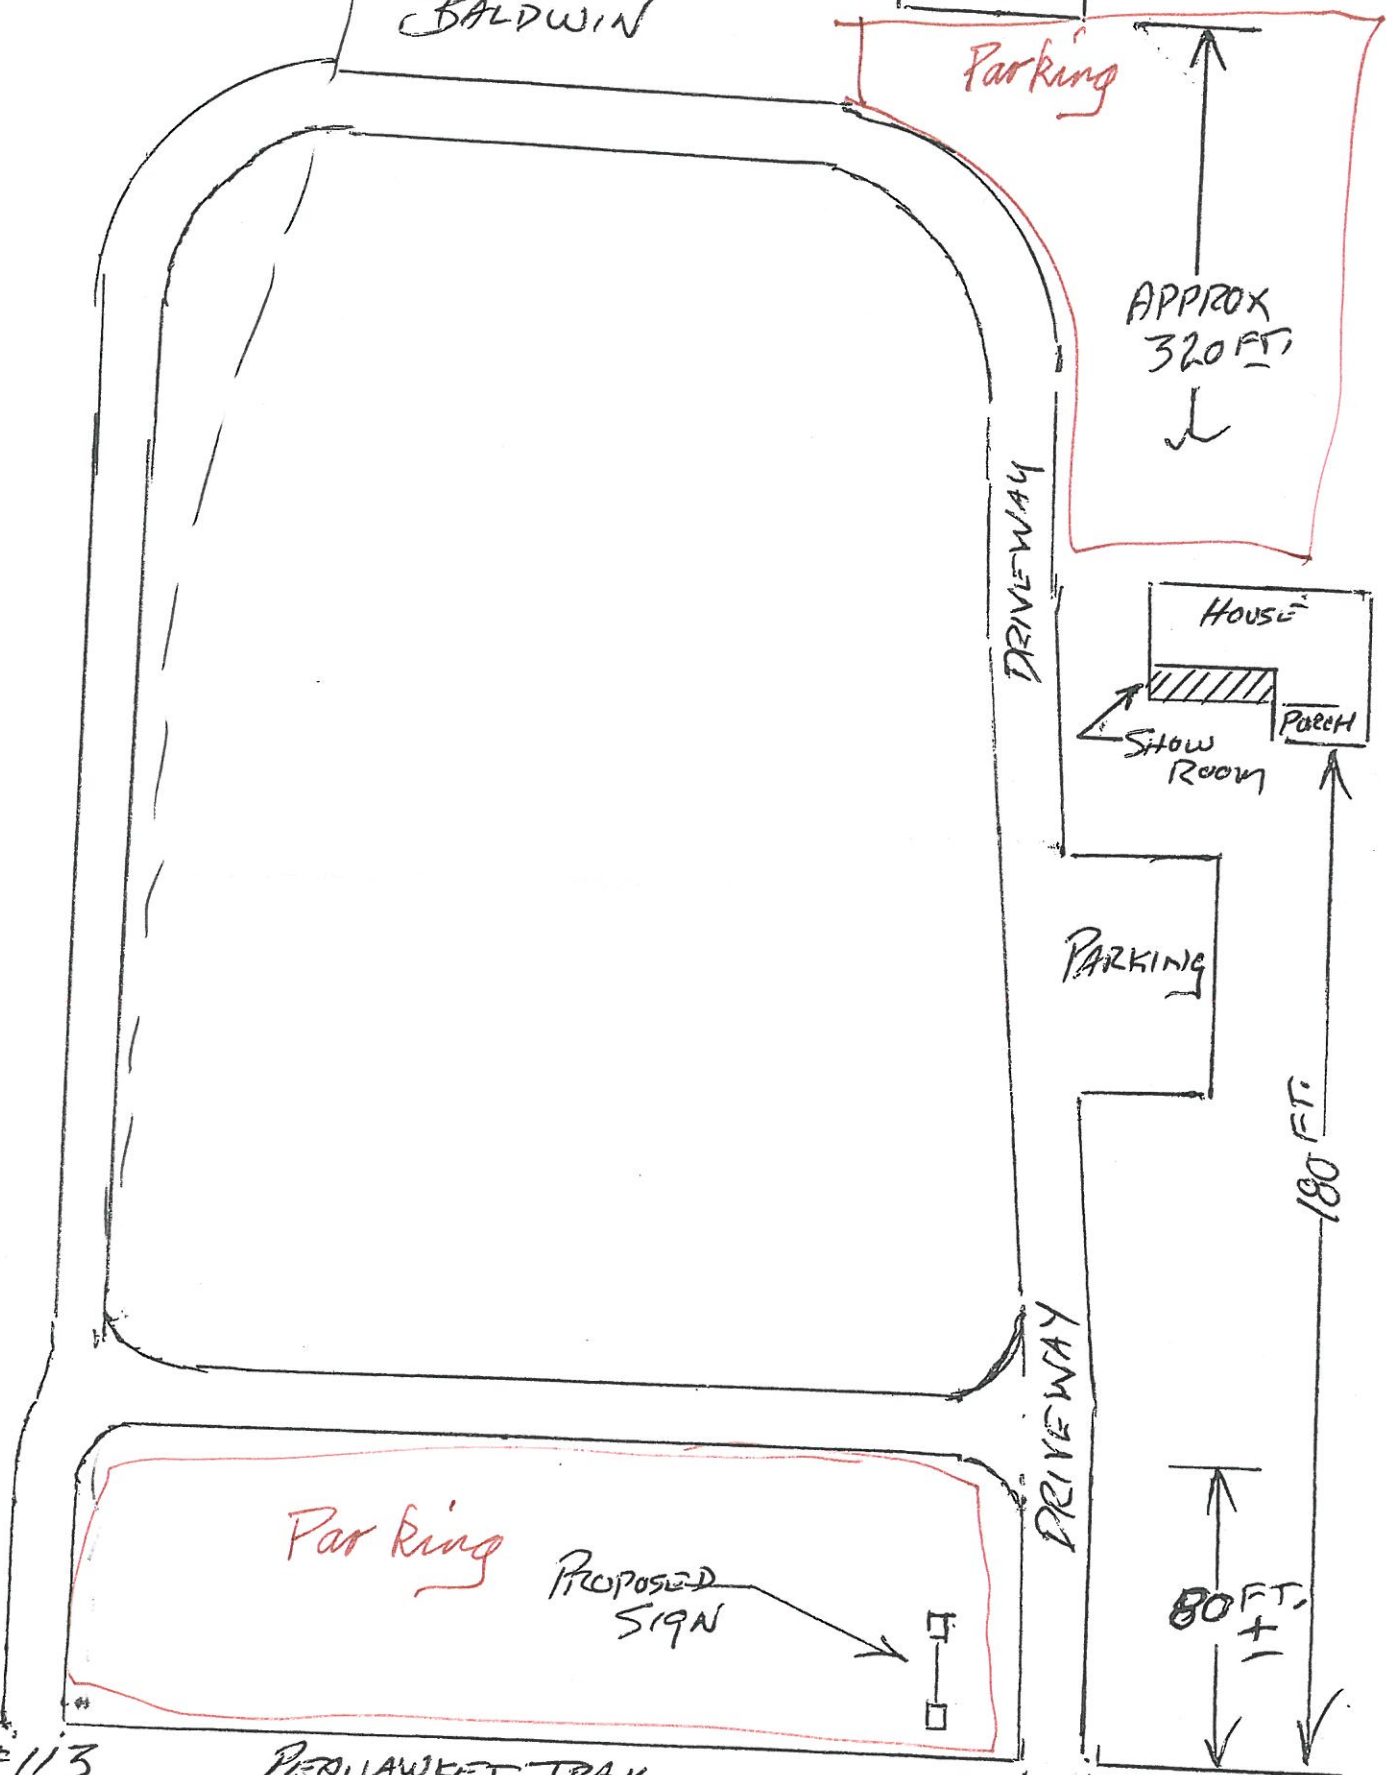 BALDWIN
Parking
APPROX
320 FT.
DRIVEWAY
HOUSE
PORCH
SHOW
ROOM
PARKING
180 FT.
DRIVEWAY
Parking
PROPOSED
SIGN
80 FT. ±
113